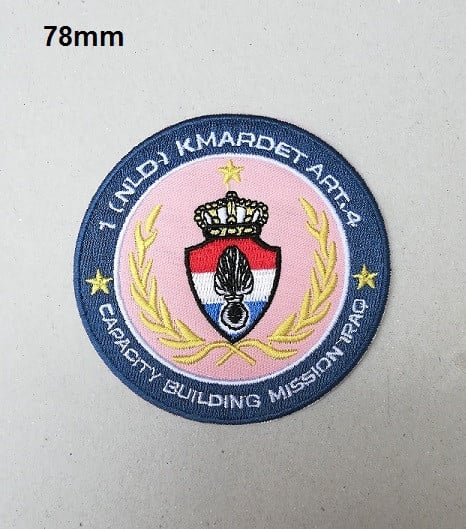 78mm
1 (NLD) KMARDET ART.4
CAPACITY BUILDING MISSION IRAQ